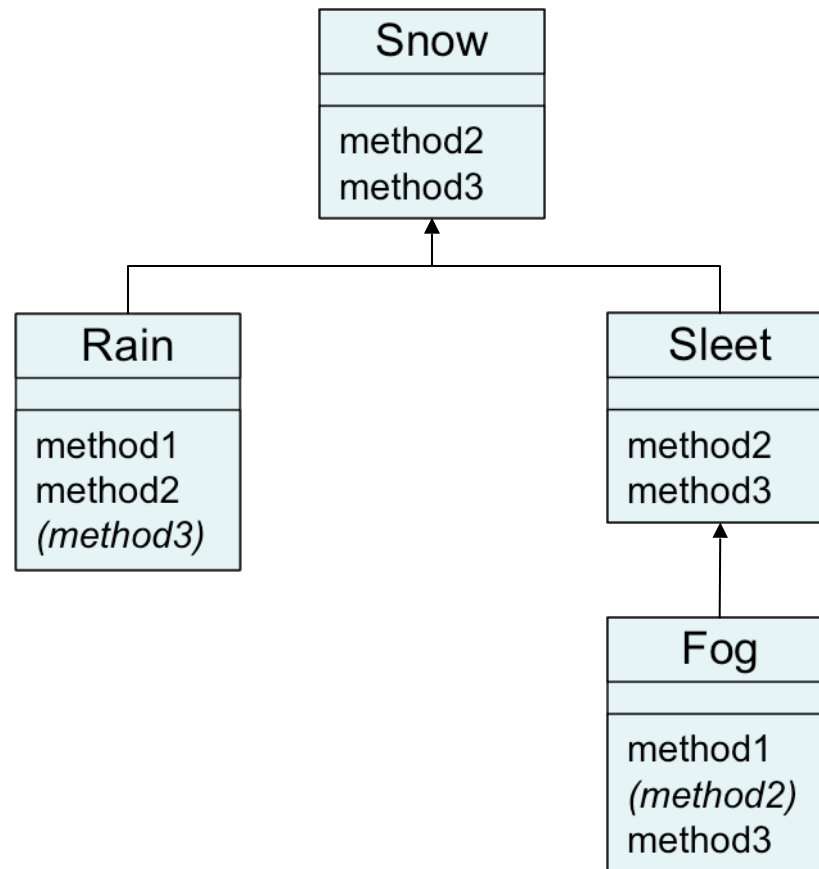 Snow
method2
method3
Rain
method1
method2
(method3)
Sleet
method2
method3
Fog
method1
(method2)
method3